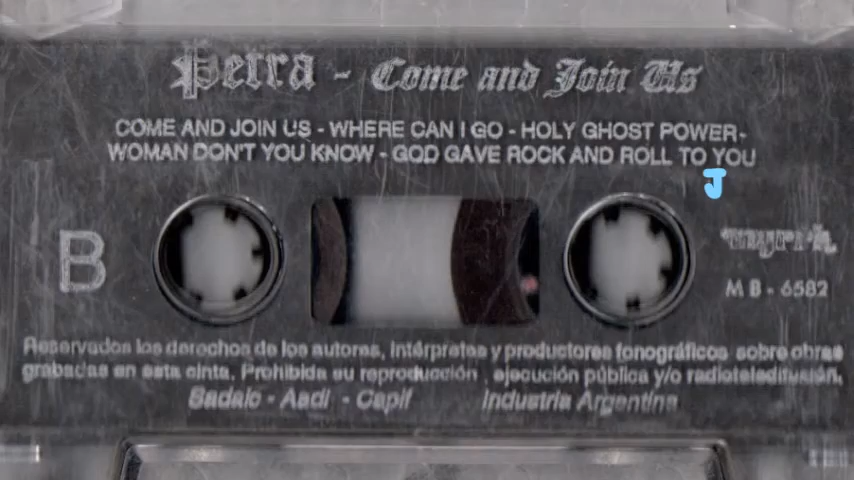 Petra - Come and Join Us
COME AND JOIN US - WHERE CAN I GO - HOLY GHOST POWER-
WOMAN DON'T YOU KNOW - GOD GAVE ROCK AND ROLL TO YOU
J
B
myrrh
MB - 6582
Reservados los derechos de los autores, intérpretes y productores fonográficos sobre obras
grabadas en esta cinta. Prohibida su reproducción, ejecución pública y/o radioteledifusión.
Sadaic - Aadi - Capif Industria Argentina